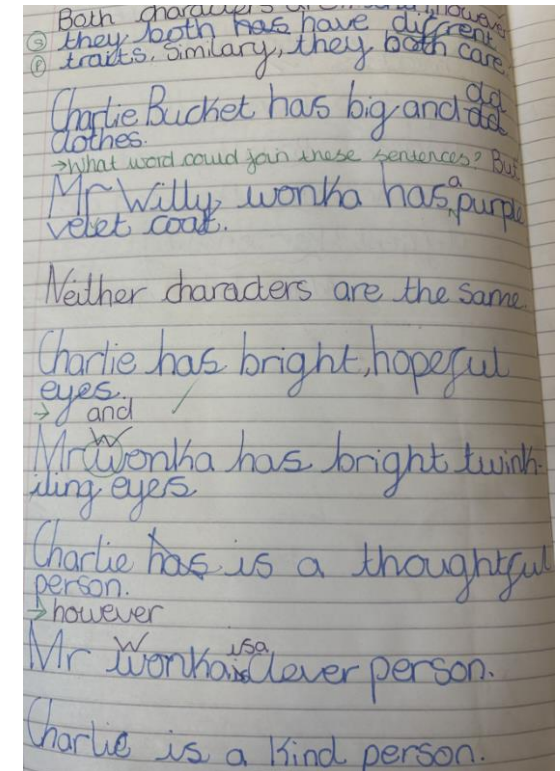 Both characters are however
(S) they both has have different
(P) traits. Similary, they both care.
Charlie Bucket has big and old
clothes.
→What word could join these sentences? But
Mr Willy wonka has a purple
velet coat.
Neither characters are the same.
Charlie has bright, hopeful
eyes.
→ and ✓
Mr Wonka has bright twink-
iling eyes.
Charlie has is a thoughtful
person.
→ however
Mr Wonka is a clever person.
Charlie is a kind person.